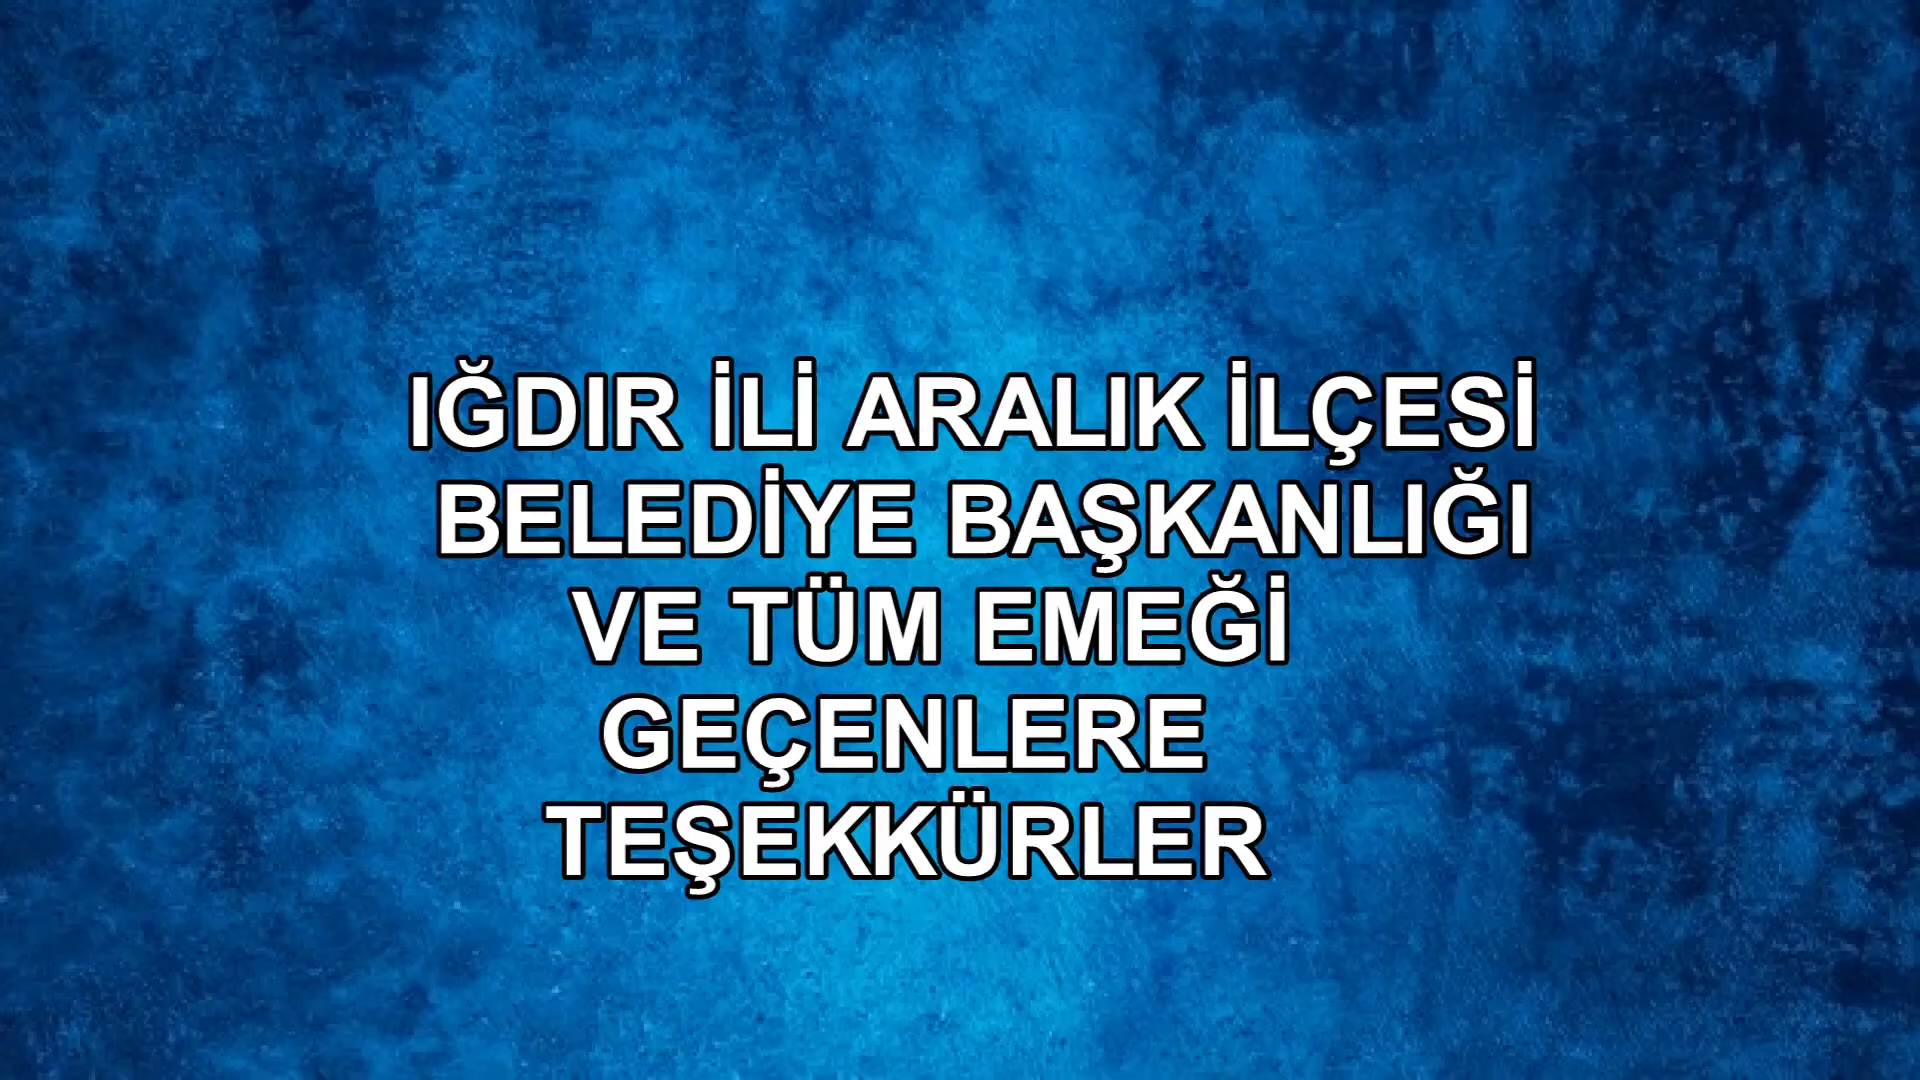 IĞDIR İLİ ARALIK İLÇESİ
BELEDİYE BAŞKANLIĞI
VE TÜM EMEĞİ
GEÇENLERE
TEŞEKKÜRLER